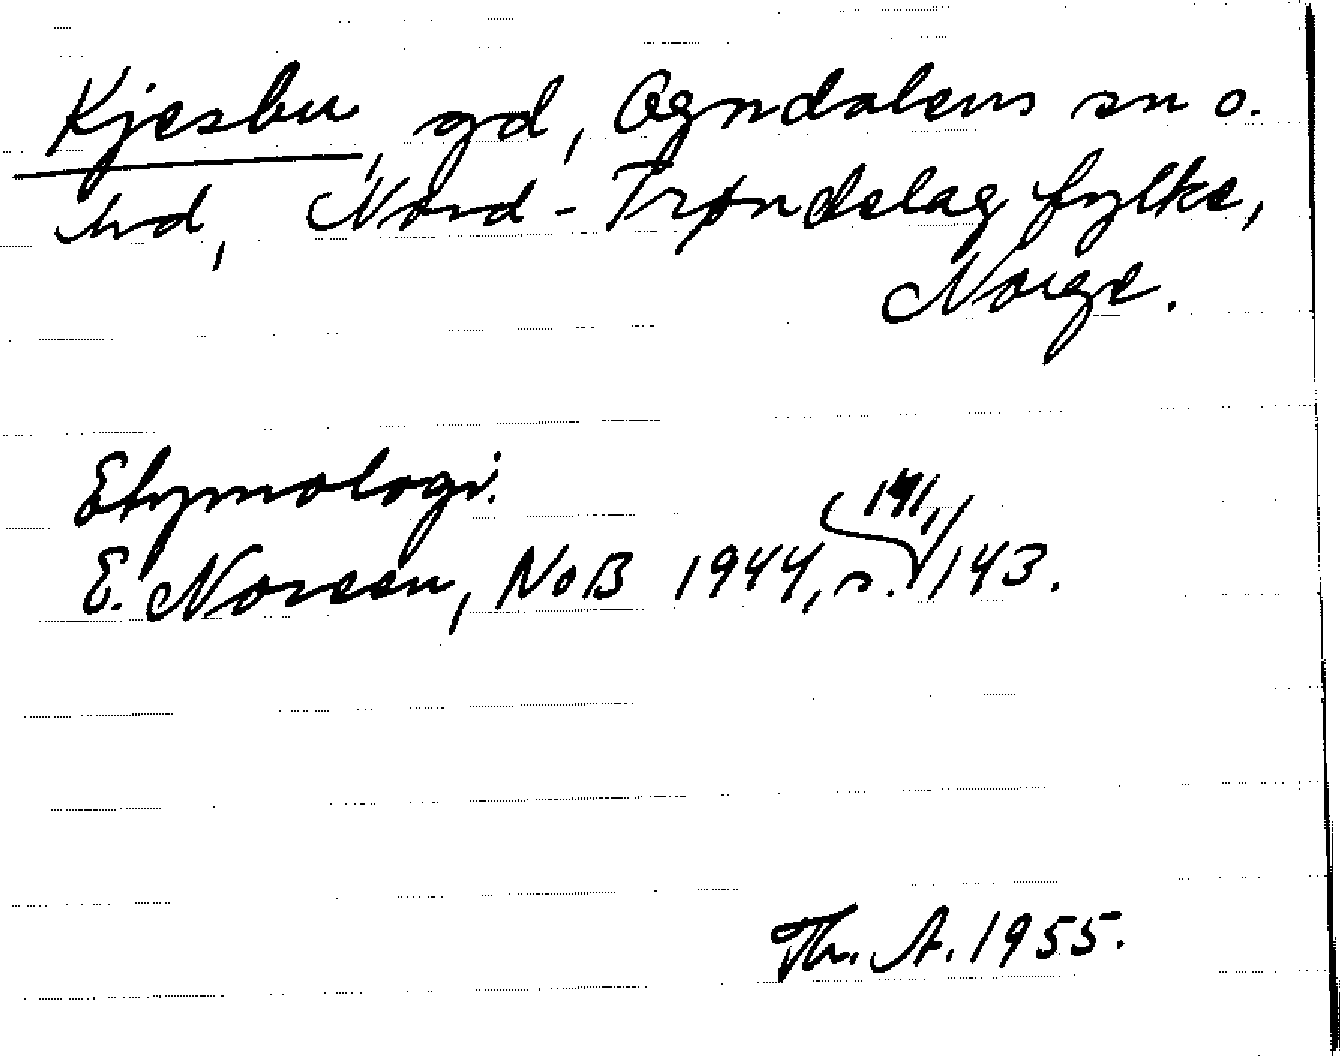 Kjesbu, gd, Ogndalens sn o.
hd, Nord-Trøndelag fylke,
Norge.
Etymologi.
E. Noreen, NoB 1944, s. 141, 143.
Th. A. 1955.